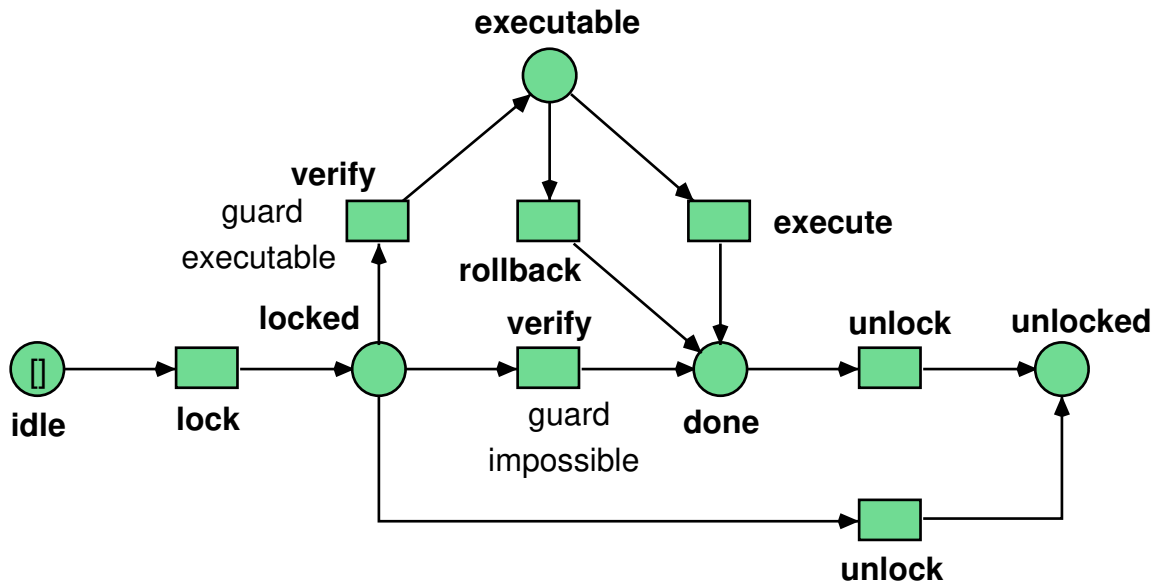 executable
verify
guard
executable
execute
rollback
locked
verify
unlock
unlocked
[]
idle
lock
guard
done
impossible
unlock